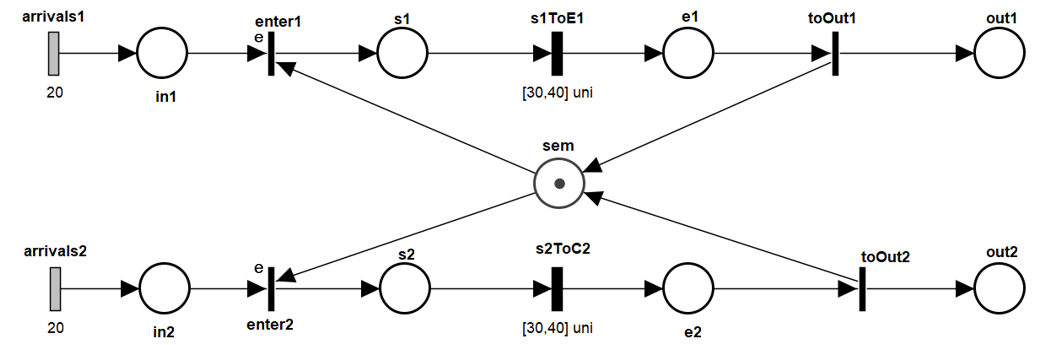 arrivals1
enter1
e
s1
s1ToE1
e1
toOut1
out1
20
in1
[30,40] uni
sem
arrivals2
enter2
e
s2
s2ToC2
toOut2
out2
20
in2
[30,40] uni
e2